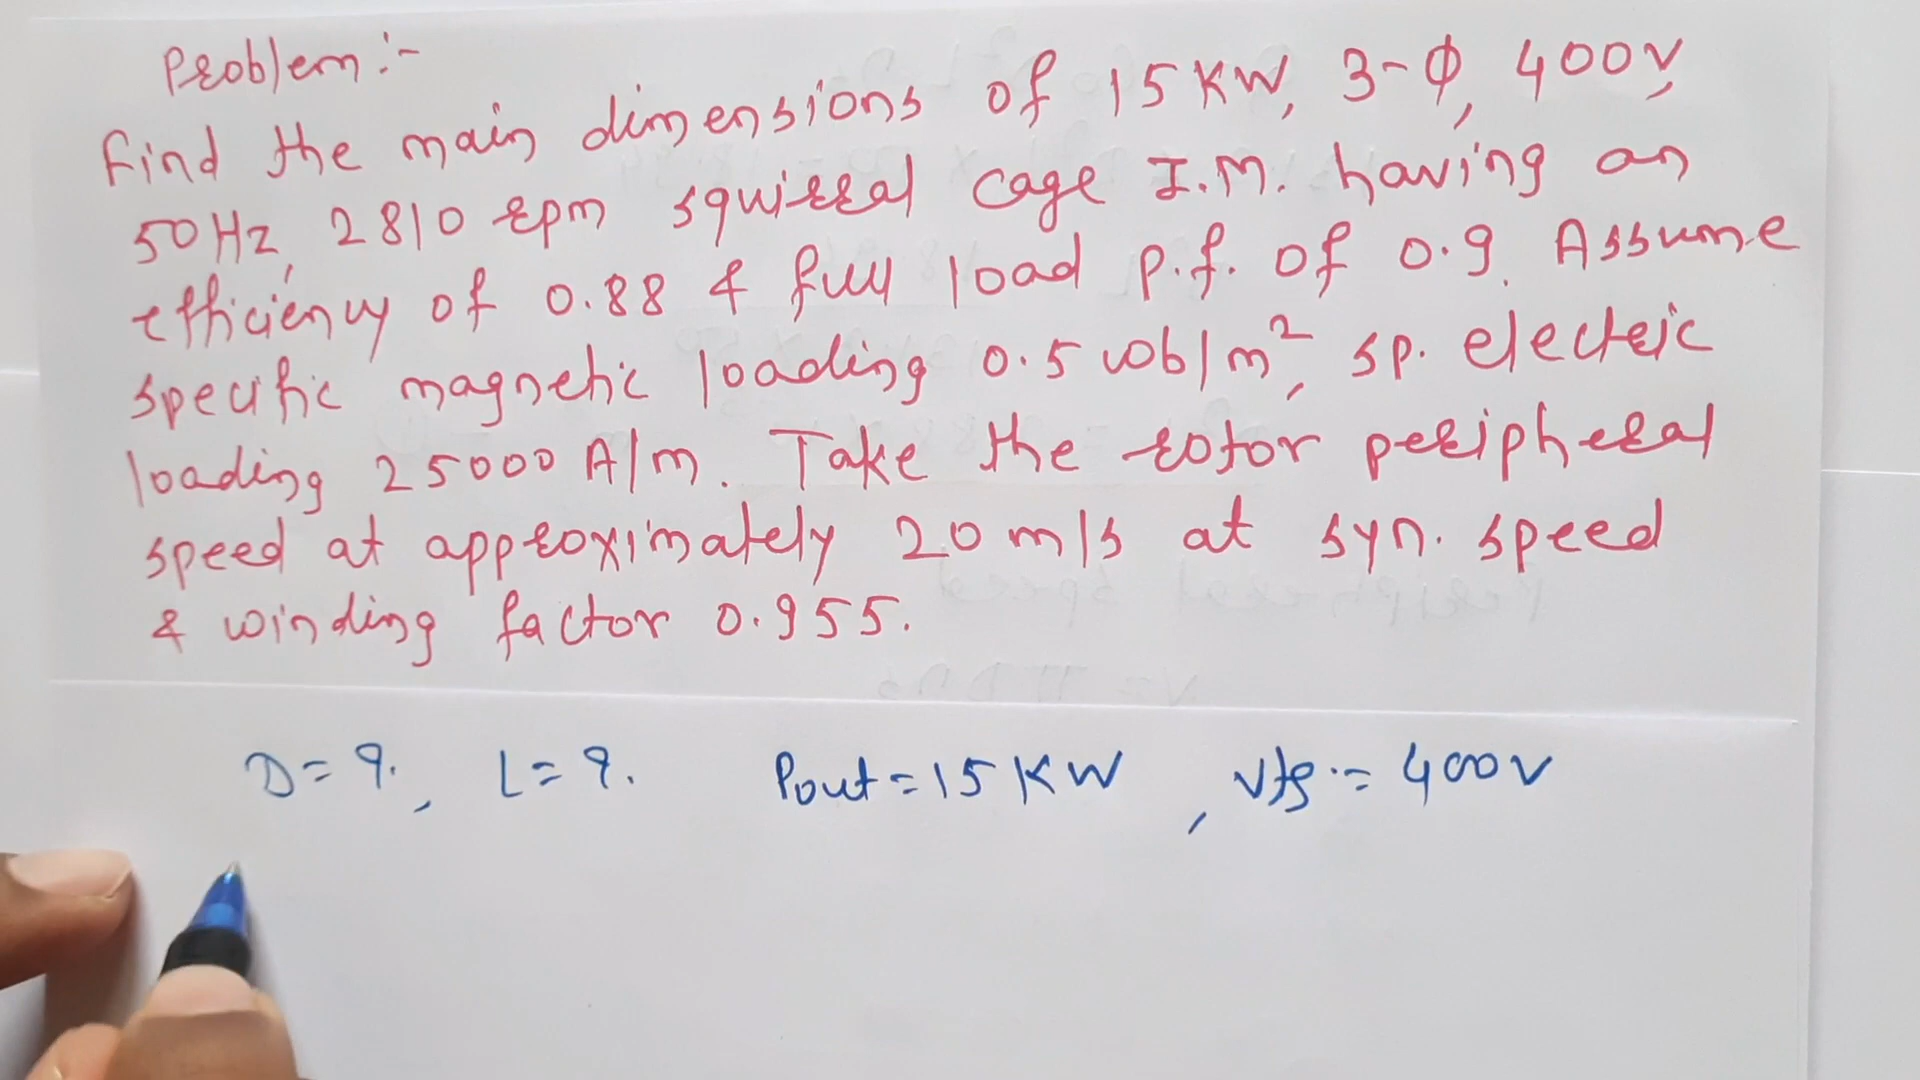 Problem:-
Find the main dimensions of 15 KW, 3-ϕ, 400V,
50Hz, 2810 rpm squirral cage I.M. having an
efficiency of 0.88 & full load p.f. of 0.9. Assume
specific magnetic loading 0.5 wb/m², sp. electric
loading 25000 A/m. Take the rotor peripheral
speed at approximately 20 m/s at syn. speed
& winding factor 0.955.
D = ?, L = ?. Pout = 15 KW, Vtg. = 400V